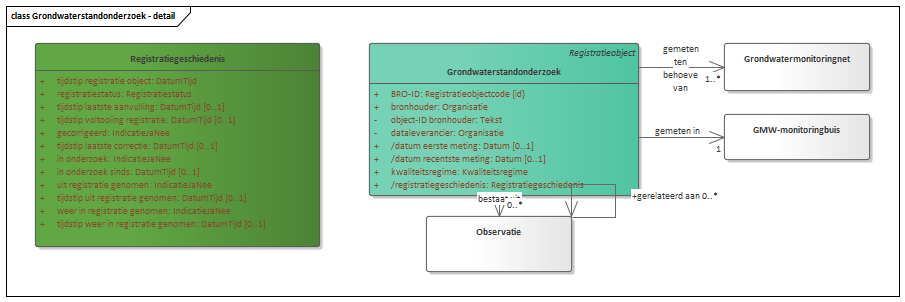 class Grondwaterstandonderzoek - detail
Registratiegeschiedenis
+ tijdstip registratie object: DatumTijd
+ registratiestatus: Registratiestatus
+ tijdstip laatste aanvulling: DatumTijd [0..1]
+ tijdstip voltooiing registratie: DatumTijd [0..1]
+ gecorrigeerd: IndicatieJaNee
+ tijdstip laatste correctie: DatumTijd [0..1]
+ in onderzoek: IndicatieJaNee
+ in onderzoek sinds: DatumTijd [0..1]
+ uit registratie genomen: IndicatieJaNee
+ tijdstip uit registratie genomen: DatumTijd [0..1]
+ weer in registratie genomen: IndicatieJaNee
+ tijdstip weer in registratie genomen: DatumTijd [0..1]
Registratieobject
Grondwaterstandonderzoek
+ BRO-ID: Registratieobjectcode {id}
+ bronhouder: Organisatie
- object-ID bronhouder: Tekst
- dataleverancier: Organisatie
+ /datum eerste meting: Datum [0..1]
+ /datum recentste meting: Datum [0..1]
+ kwaliteitsregime: Kwaliteitsregime
+ /registratiegeschiedenis: Registratiegeschiedenis
gemeten
ten
behoeve
van
1..*
Grondwatermonitoringnet
gemeten in
1
GMW-monitoringbuis
0..*
+gerelateerd aan 0..*
Observatie